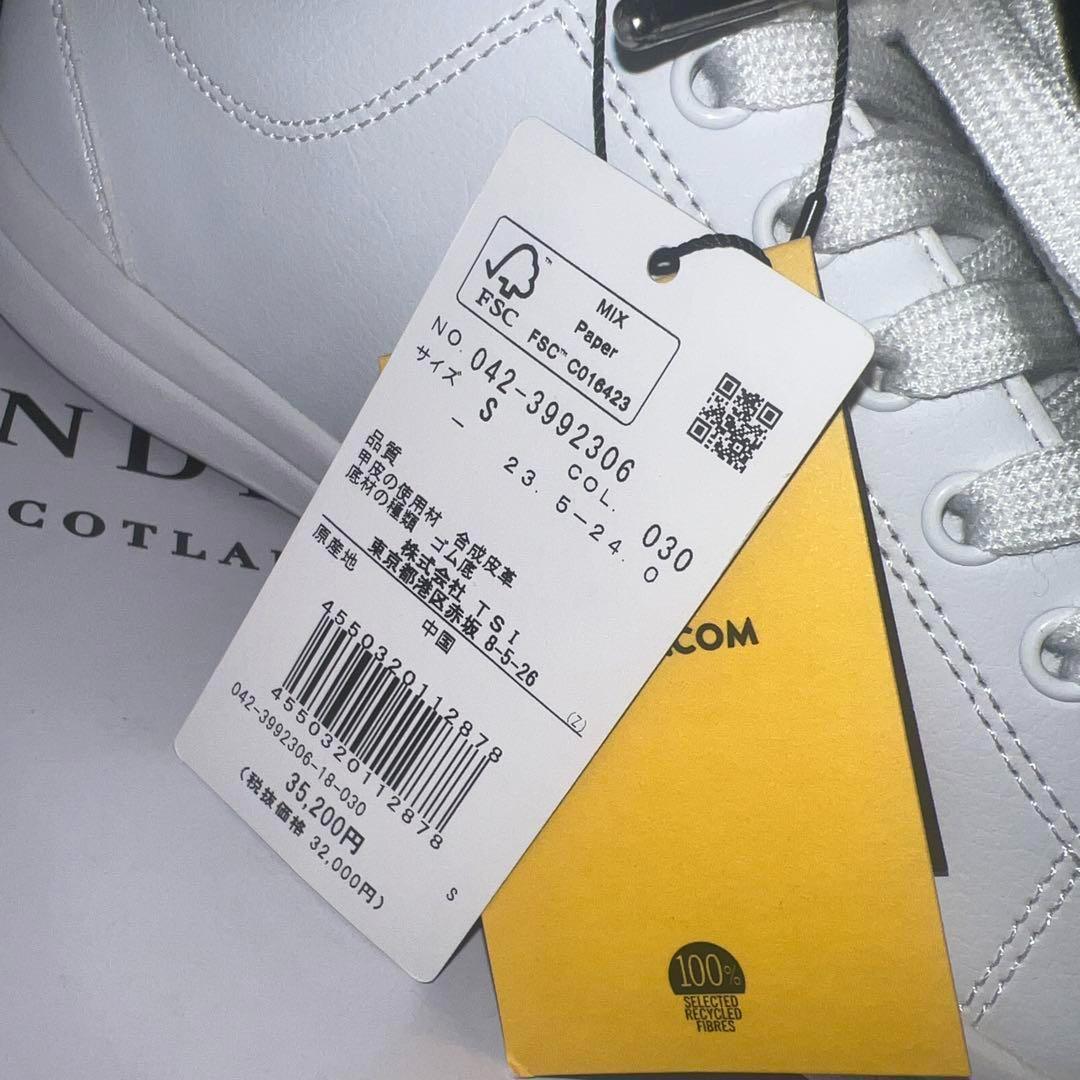 FSC™
MIX
Paper
FSC™ C016423
NO. 042-3992306 COL. 030
サイズ S 23.5-24.0
-
品質
甲皮の使用材 合成皮革
底材の種類 ゴム底
株式会社 TSI
東京都港区赤坂 8-5-26
原産地 中国
(Z)
4550320112878
4550320112878
042-3992306-18-030
35,200円
(税抜価格 32,000円)
S
.COM
100%
SELECTED
RECYCLED
FIBRES
ND
COTLA